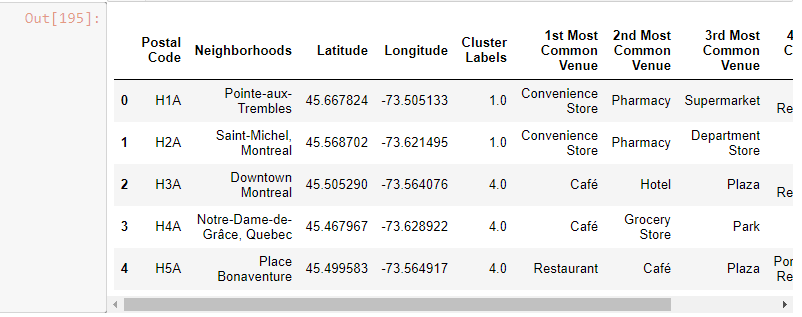 Out[195]:
Postal Code Neighborhoods Latitude Longitude Cluster Labels 1st Most Common Venue 2nd Most Common Venue 3rd Most Common Venue
0 H1A Pointe-aux-Trembles 45.667824 -73.505133 1.0 Convenience Store Pharmacy Supermarket
1 H2A Saint-Michel, Montreal 45.568702 -73.621495 1.0 Convenience Store Pharmacy Department Store
2 H3A Downtown Montreal 45.505290 -73.564076 4.0 Café Hotel Plaza
3 H4A Notre-Dame-de-Grâce, Quebec 45.467967 -73.628922 4.0 Café Grocery Store Park
4 H5A Place Bonaventure 45.499583 -73.564917 4.0 Restaurant Café Plaza